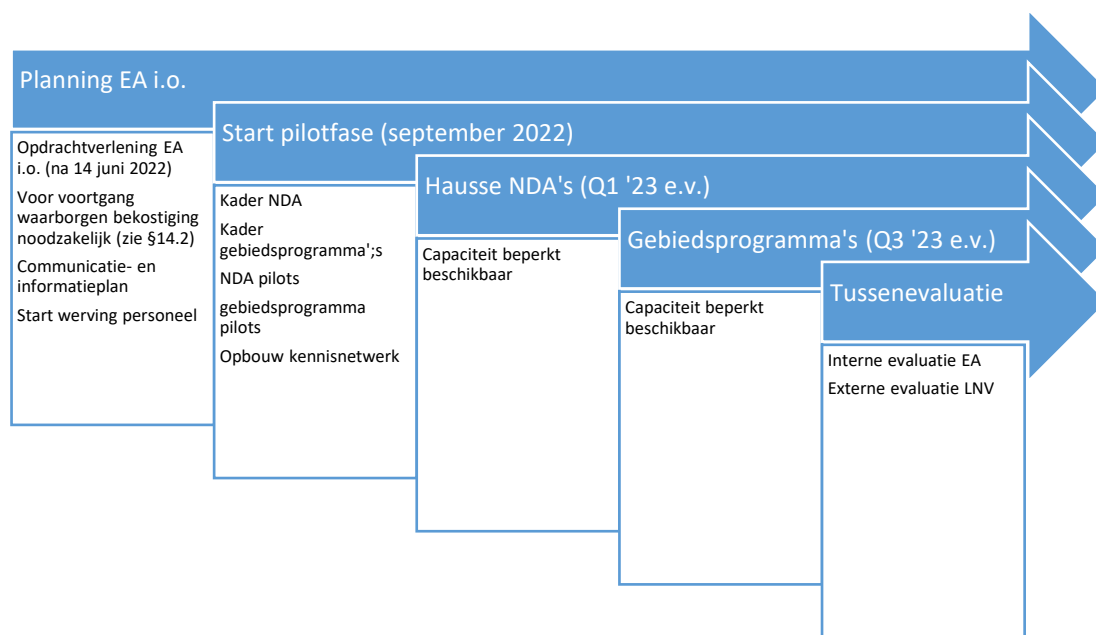 Planning EA i.o.
Opdrachtverlening EA
i.o. (na 14 juni 2022)
Voor voortgang
waarborgen bekostiging
noodzakelijk (zie §14.2)
Communicatie- en
informatieplan
Start werving personeel
Start pilotfase (september 2022)
Kader NDA
Kader
gebiedsprogramma';s
NDA pilots
gebiedsprogramma
pilots
Opbouw kennisnetwerk
Hausse NDA's (Q1 '23 e.v.)
Capaciteit beperkt
beschikbaar
Gebiedsprogramma's (Q3 '23 e.v.)
Capaciteit beperkt
beschikbaar
Tussenevaluatie
Interne evaluatie EA
Externe evaluatie LNV